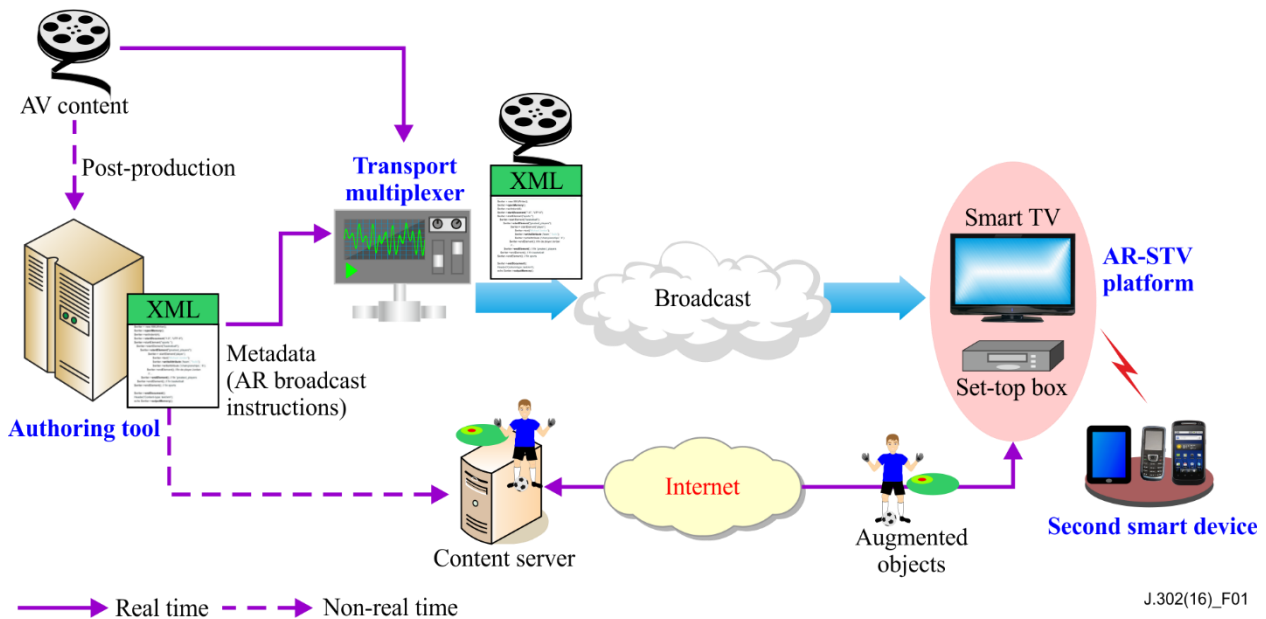 AV content
Post-production
Transport
multiplexer
XML
XML
Metadata
(AR broadcast
instructions)
Authoring tool
Broadcast
Smart TV
Set-top box
AR-STV
platform
Second smart device
Content server
Internet
Augmented
objects
Real time
Non-real time
J.302(16)_F01